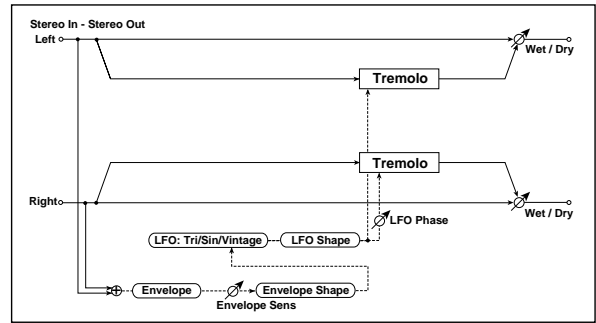 Stereo In - Stereo Out
Left
Wet / Dry
Tremolo
Tremolo
Right
LFO Phase
Wet / Dry
LFO: Tri/Sin/Vintage
LFO Shape
Envelope
Envelope Shape
Envelope Sens